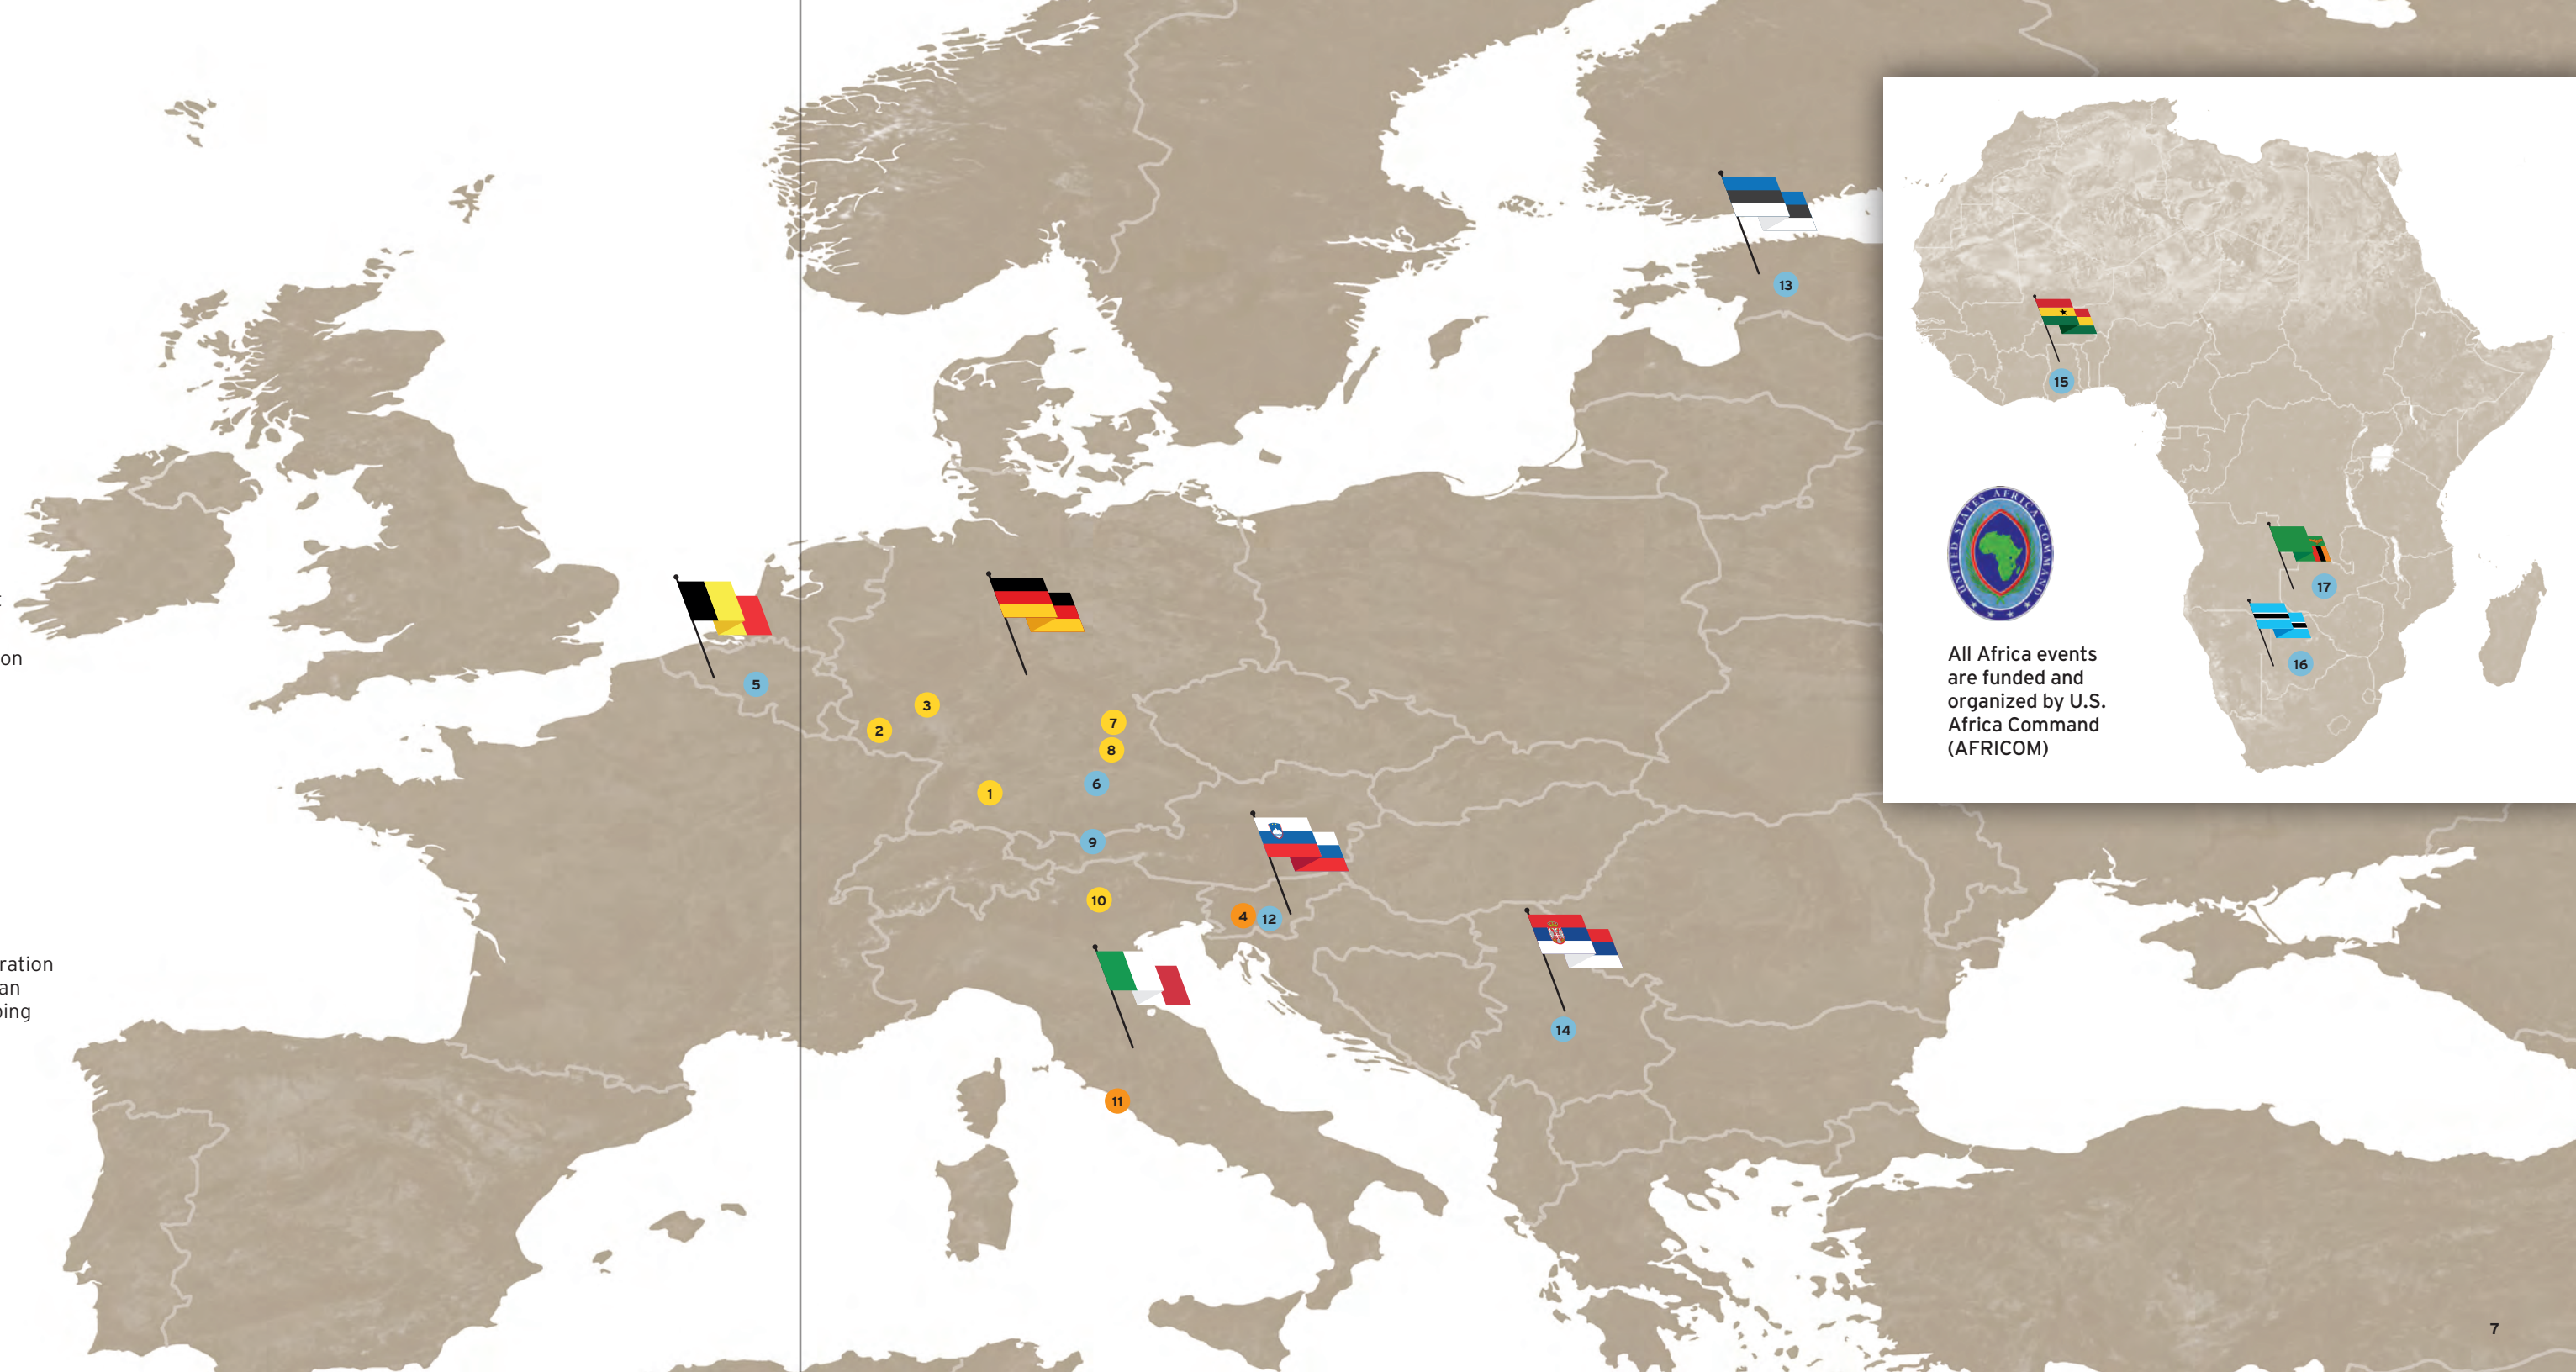 on
ration
an
ping
5
2
3
1
7
8
6
9
10
4
12
11
14
13
15
17
16
UNITED STATES AFRICA COMMAND
All Africa events
are funded and
organized by U.S.
Africa Command
(AFRICOM)
7